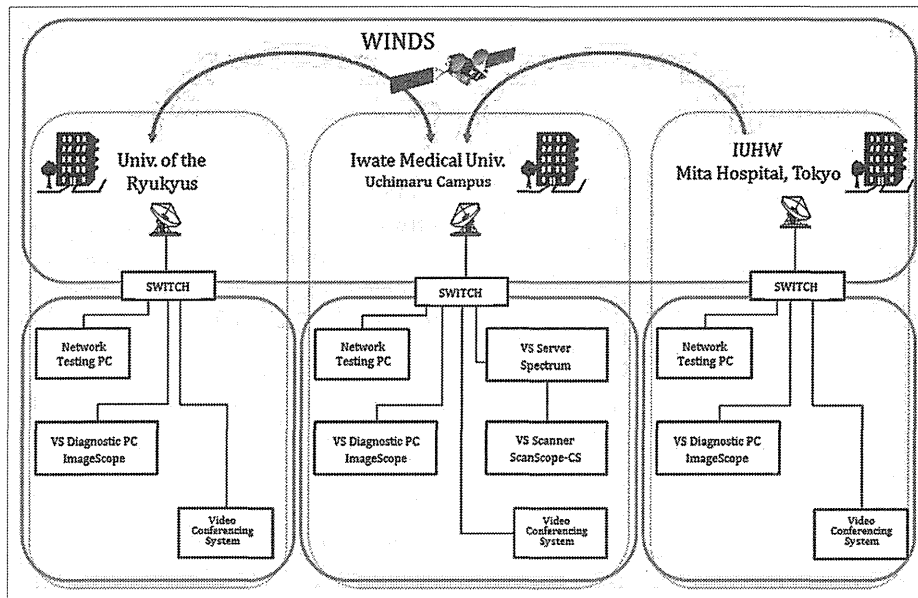 WINDS
Univ. of the
Ryukyus
Iwate Medical Univ.
Uchimaru Campus
IUHW
Mita Hospital, Tokyo
SWITCH
SWITCH
SWITCH
Network
Testing PC
VS Diagnostic PC
ImageScope
Video
Conferencing
System
Network
Testing PC
VS Server
Spectrum
VS Diagnostic PC
ImageScope
VS Scanner
ScanScope-CS
Video
Conferencing
System
Network
Testing PC
VS Diagnostic PC
ImageScope
Video
Conferencing
System